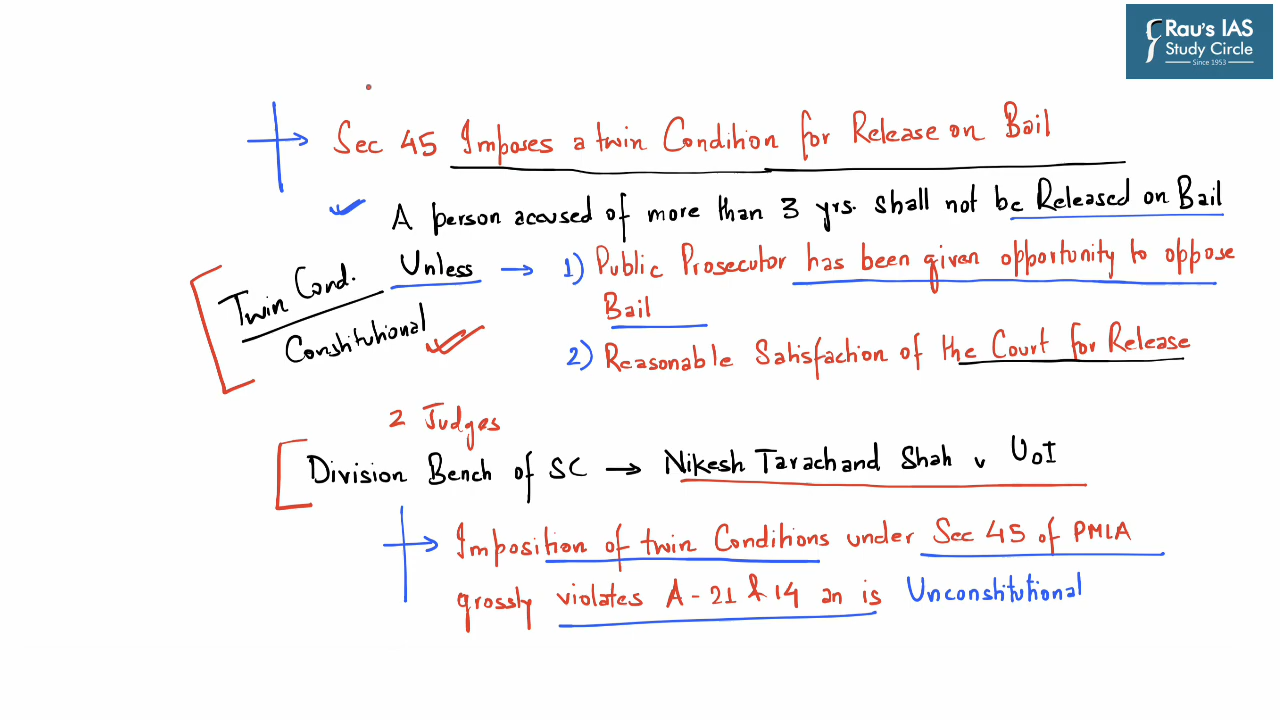 Rau's IAS
Study Circle
Since 1953
Sec 45 Imposes a twin Condition for Release on Bail
A person accused of more than 3 yrs. shall not be Released on Bail
Twin Cond.
Constitutional
Unless → 1) Public Prosecutor has been given opportunity to oppose
Bail
2) Reasonable Satisfaction of the Court for Release
2 Judges
Division Bench of SC → Nikesh Tarachand Shah v UoI
Imposition of twin Conditions under Sec 45 of PMLA
grossly violates A-21 & 14 an is Unconstitutional